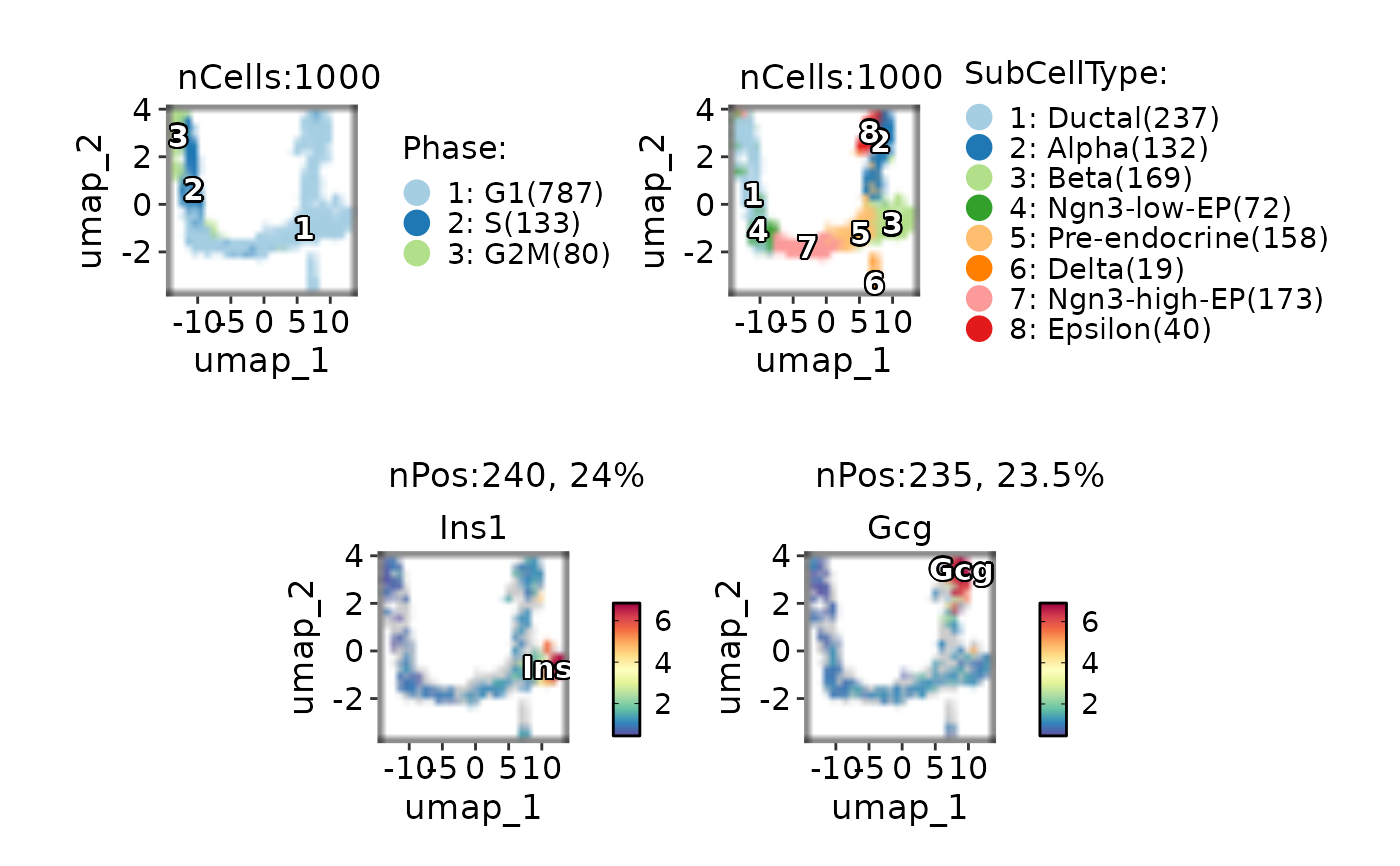 nCells:1000
umap_2
4
2
0
-2
3
2
1
-10
-5
0
5
10
umap_1
Phase:
1: G1(787)
2: S(133)
3: G2M(80)
nCells:1000
umap_2
4
2
0
-2
8
2
1
4
7
5
3
6
-10
-5
0
5
10
umap_1
SubCellType:
1: Ductal(237)
2: Alpha(132)
3: Beta(169)
4: Ngn3-low-EP(72)
5: Pre-endocrine(158)
6: Delta(19)
7: Ngn3-high-EP(173)
8: Epsilon(40)
nPos:240, 24%
Ins1
umap_2
4
2
0
-2
Ins
-10
-5
0
5
10
umap_1
6
4
2
nPos:235, 23.5%
Gcg
umap_2
4
2
0
-2
Gcg
-10
-5
0
5
10
umap_1
6
4
2